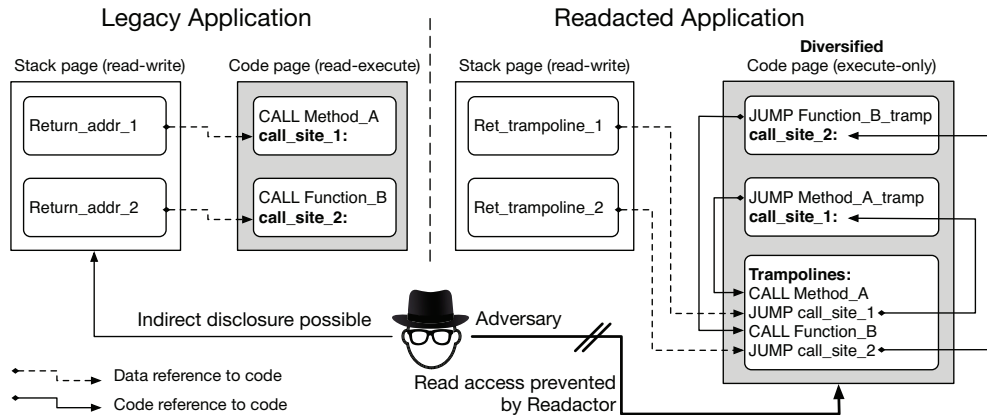 Legacy Application
Stack page (read-write)
Code page (read-execute)
Return_addr_1
CALL Method_A
call_site_1:
Return_addr_2
CALL Function_B
call_site_2:
Readacted Application
Stack page (read-write)
Diversified
Code page (execute-only)
Ret_trampoline_1
JUMP Function_B_tramp
call_site_2:
Ret_trampoline_2
JUMP Method_A_tramp
call_site_1:
Trampolines:
CALL Method_A
JUMP call_site_1
CALL Function_B
JUMP call_site_2
Indirect disclosure possible
Adversary
Read access prevented
by Readactor
Data reference to code
Code reference to code